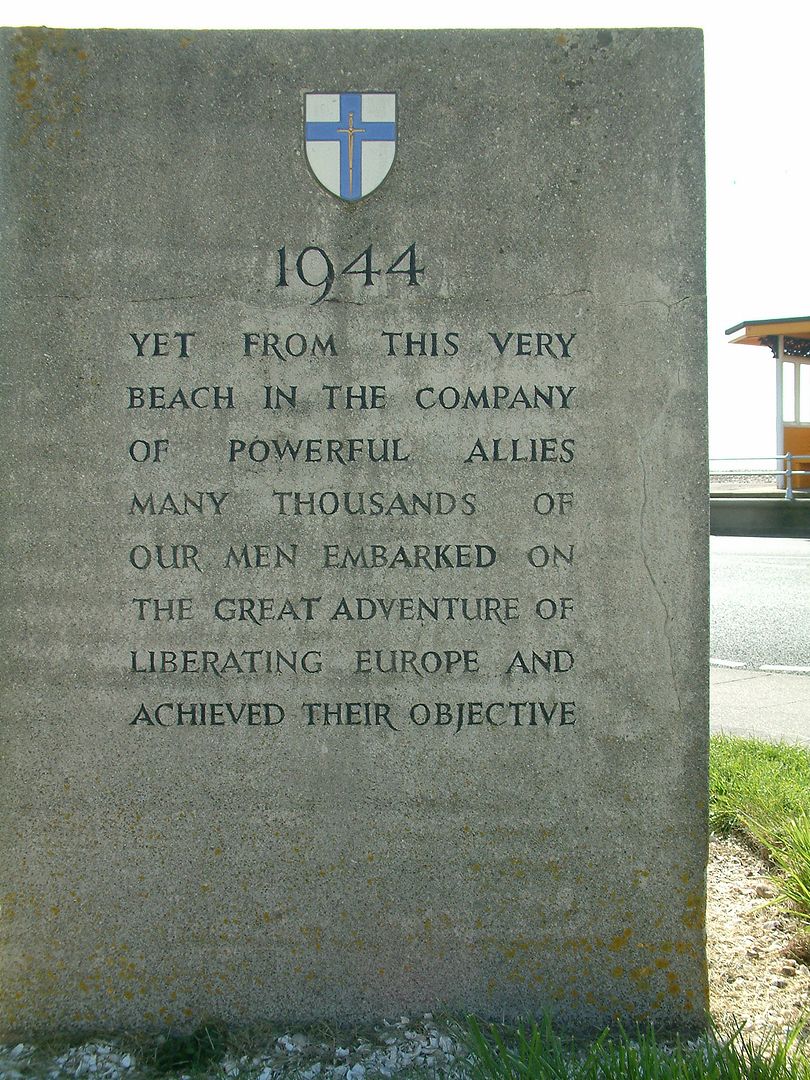 1944
YET FROM THIS VERY
BEACH IN THE COMPANY
OF POWERFUL ALLIES
MANY THOUSANDS OF
OUR MEN EMBARKED ON
THE GREAT ADVENTURE OF
LIBERATING EUROPE AND
ACHIEVED THEIR OBJECTIVE